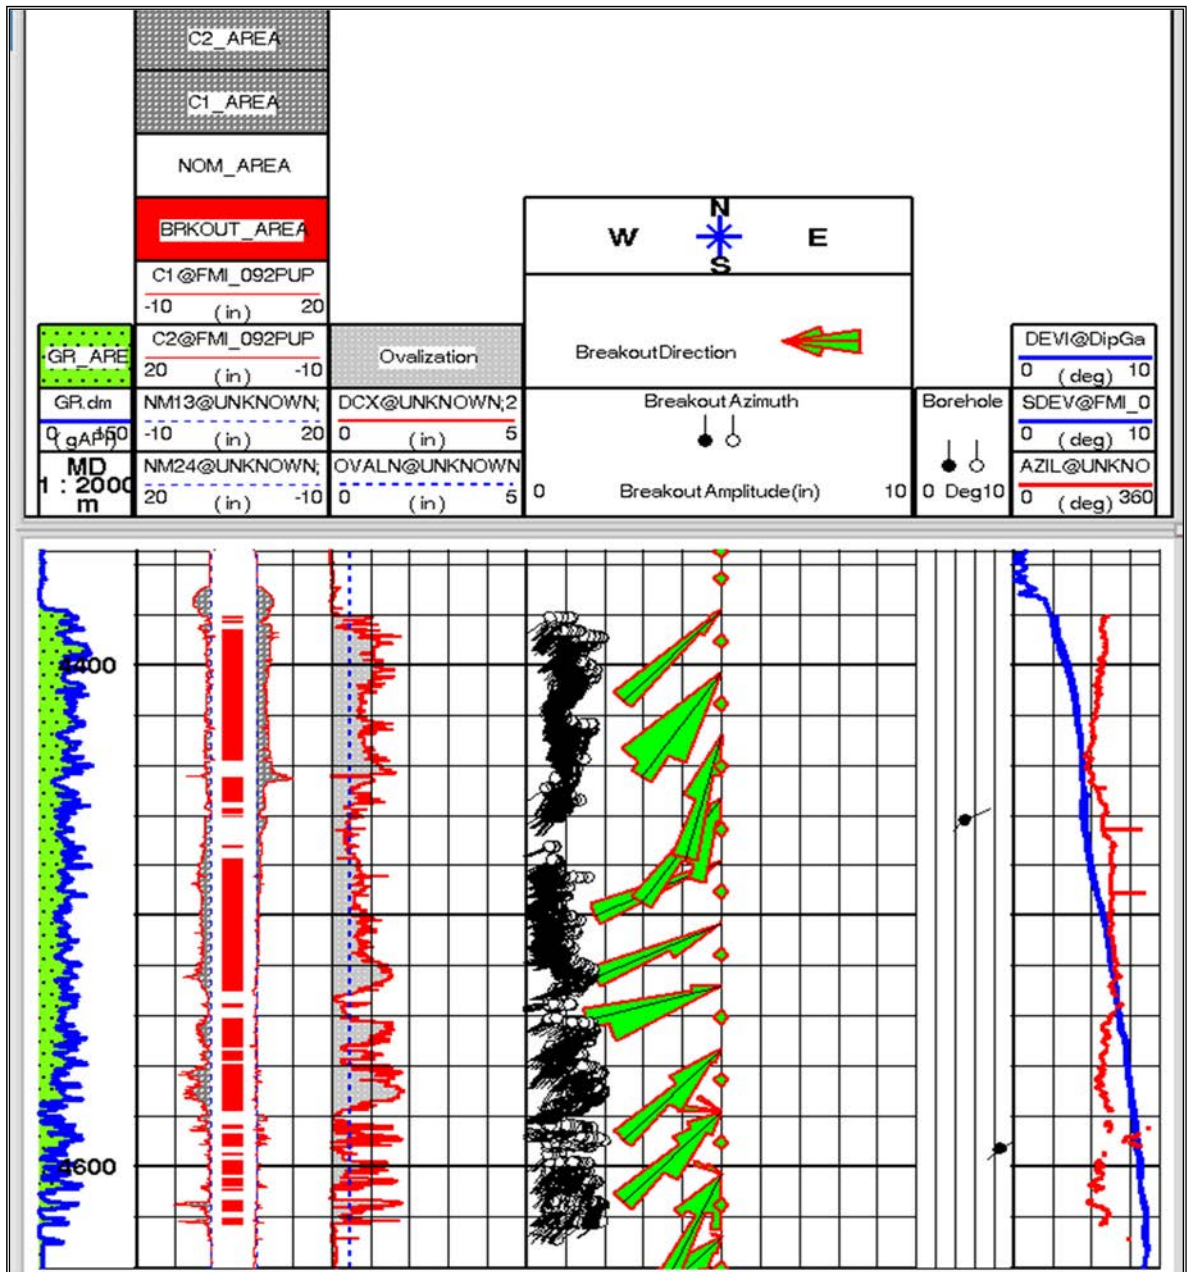 C2_AREA
C1_AREA
NOM_AREA
BRKOUT_AREA
C1@FMI_092PUP
-10 (in) 20
GR_ARE
C2@FMI_092PUP
20 (in) -10
Ovalization
GR.dm
0 (gAPI) 150
NM13@UNKNOWN;
-10 (in) 20
DCX@UNKNOWN;2
0 (in) 5
MD
1 : 2000
m
NM24@UNKNOWN;
20 (in) -10
OVALN@UNKNOWN
0 (in) 5
N
W E
S
Breakout Direction
Breakout Azimuth
0 Breakout Amplitude(in) 10
Borehole
0 Deg10
DEVI@DipGa
0 (deg) 10
SDEV@FMI_0
0 (deg) 10
AZIL@UNKNO
0 (deg) 360
4400
4600